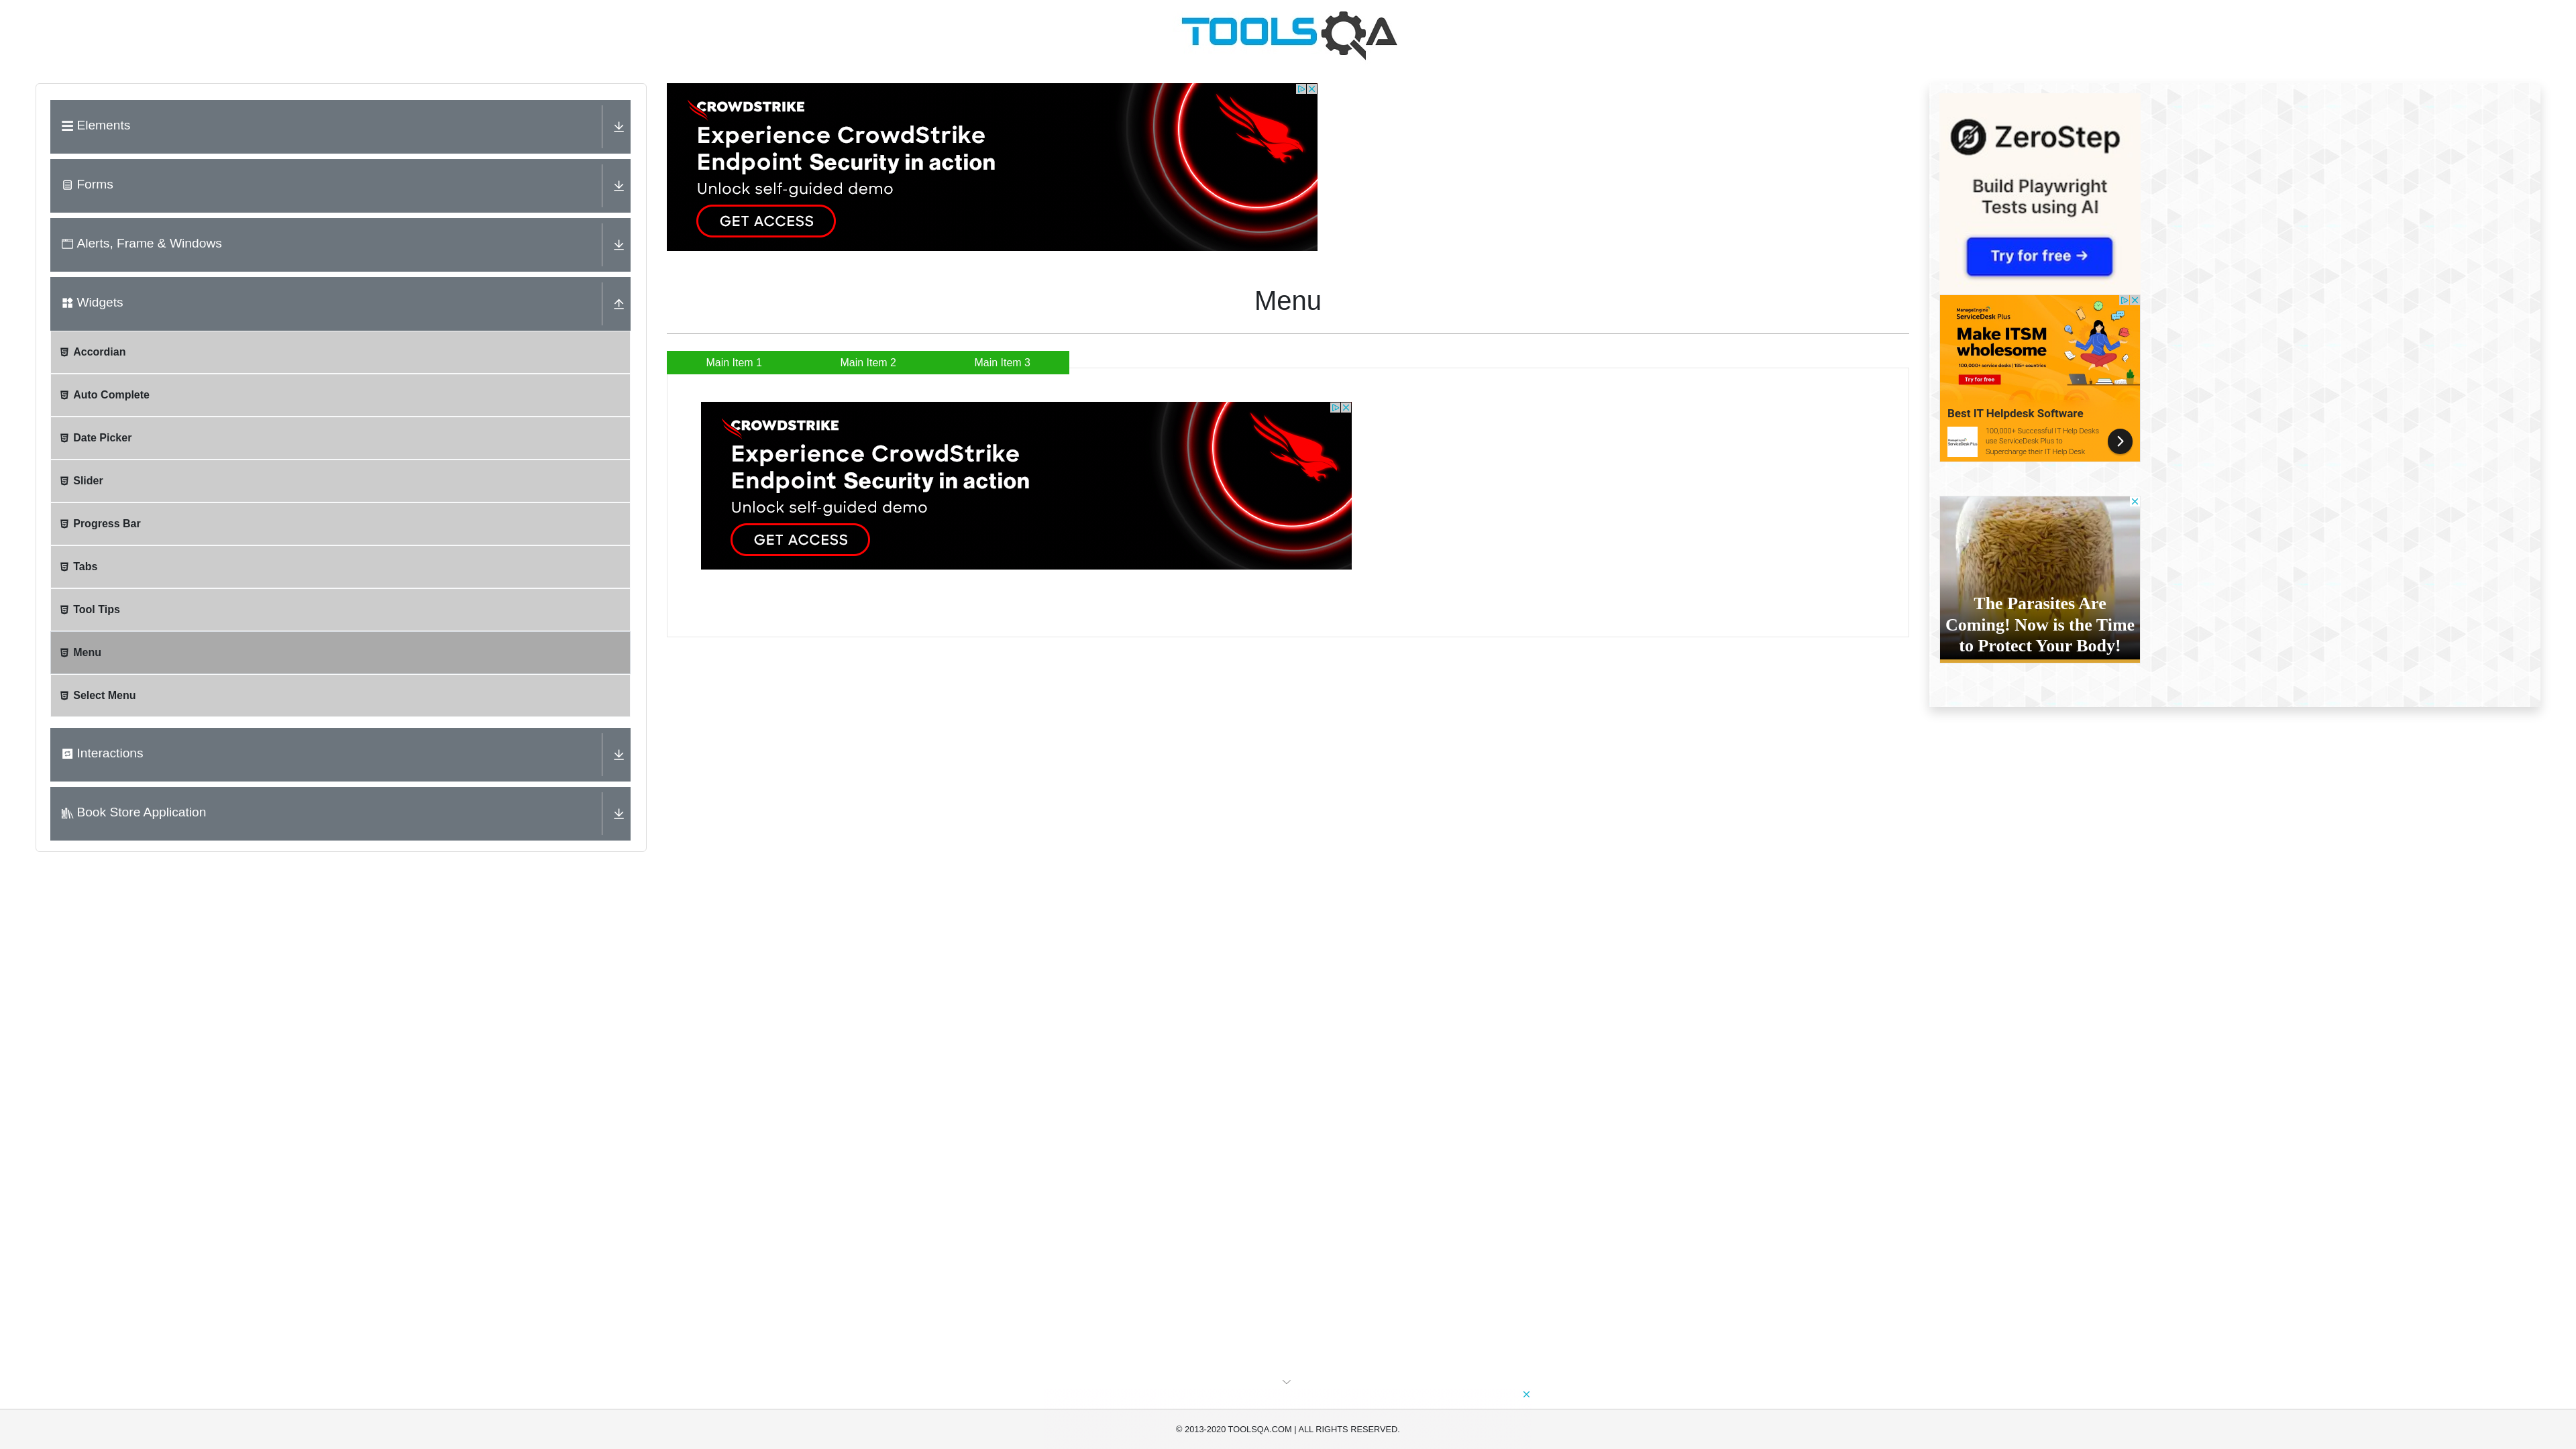 TOOLSQA
Elements
Forms
Alerts, Frame & Windows
Widgets
Accordian
Auto Complete
Date Picker
Slider
Progress Bar
Tabs
Tool Tips
Menu
Select Menu
Interactions
Book Store Application
CROWDSTRIKE
Experience CrowdStrike
Endpoint Security in action
Unlock self-guided demo
GET ACCESS
Menu
Main Item 1
Main Item 2
Main Item 3
CROWDSTRIKE
Experience CrowdStrike
Endpoint Security in action
Unlock self-guided demo
GET ACCESS
ZeroStep
Build Playwright
Tests using AI
Try for free →
ManageEngine
ServiceDesk Plus
Make ITSM
wholesome
100,000+ service desks | 185+ countries
Try for free
Best IT Helpdesk Software
100,000+ Successful IT Help Desks
use ServiceDesk Plus to
Supercharge their IT Help Desk
The Parasites Are
Coming! Now is the Time
to Protect Your Body!
© 2013-2020 TOOLSQA.COM | ALL RIGHTS RESERVED.